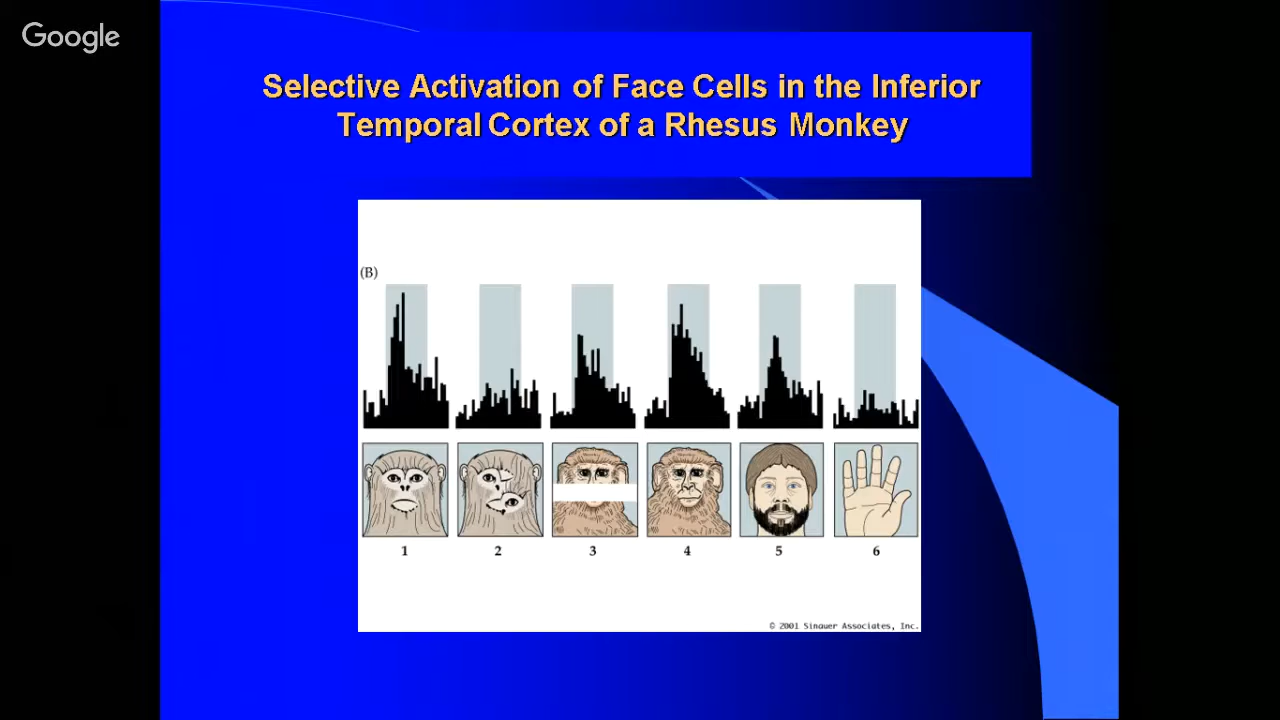 Google
Selective Activation of Face Cells in the Inferior
Temporal Cortex of a Rhesus Monkey
(B)
1 2 3 4 5 6
© 2001 Sinauer Associates, Inc.